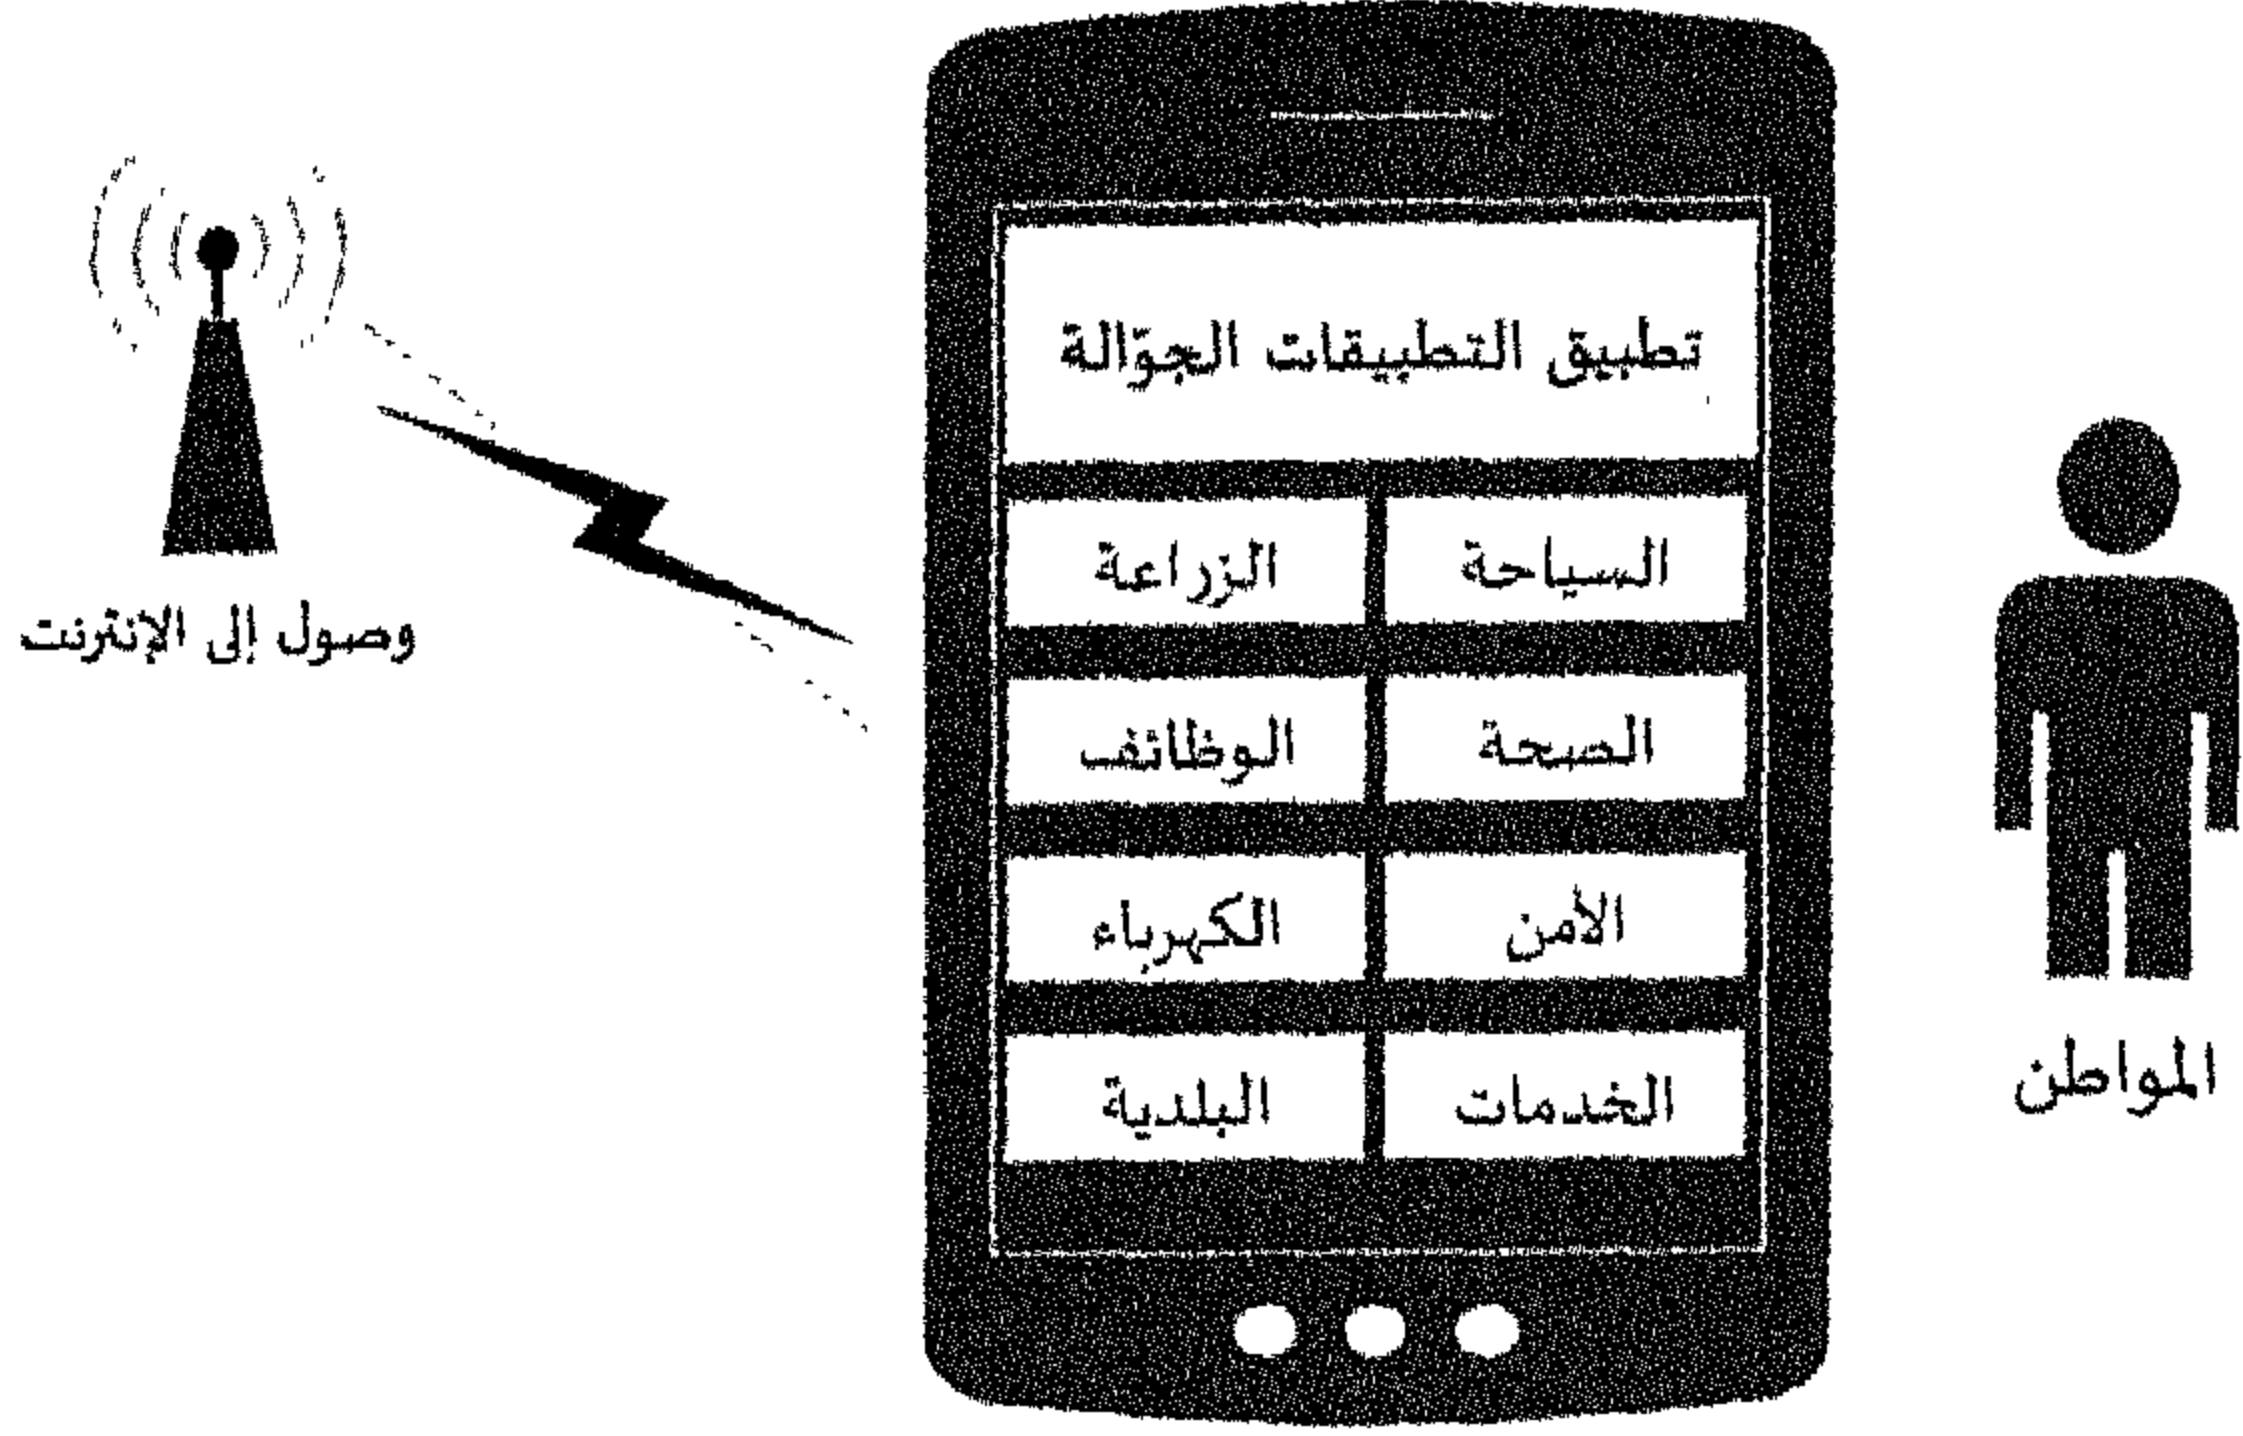 تطبيق التطبيقات الجوّالة
السياحة
الزراعة
الصحة
الوظائف
الأمن
الكهرباء
الخدمات
البلدية
المواطن
وصول إلى الإنترنت